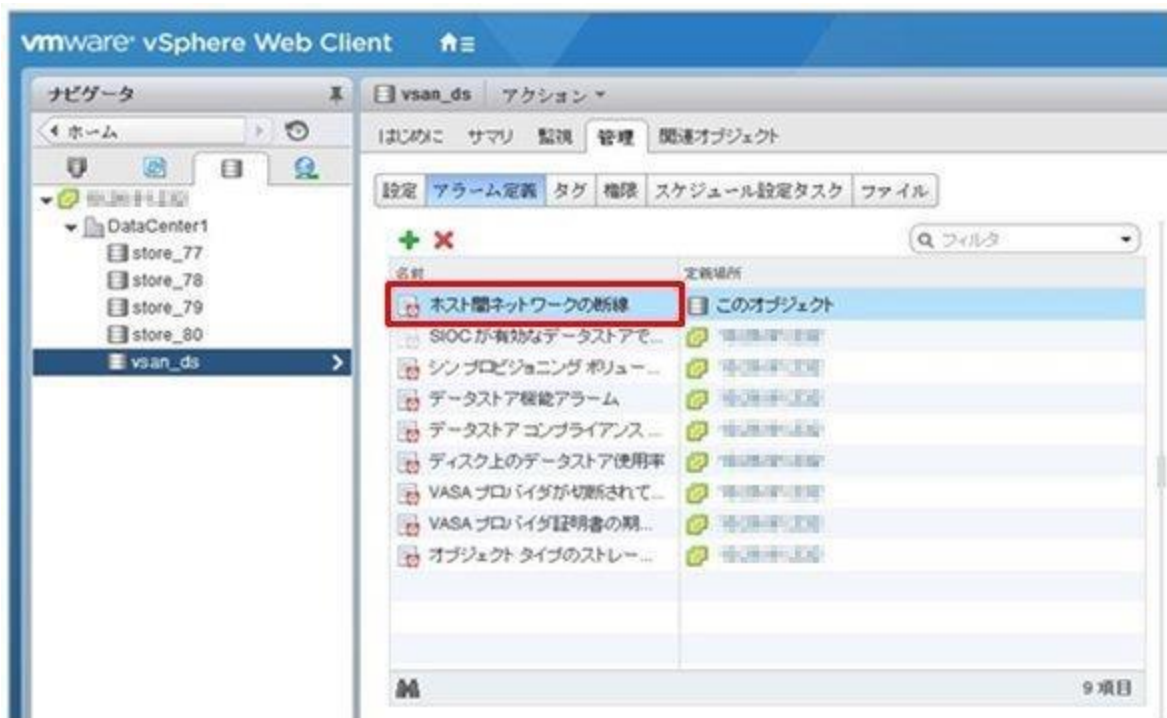 vmware® vSphere Web Client
ナビゲータ
ホーム
DataCenter1
store_77
store_78
store_79
store_80
vsan_ds
vsan_ds アクション
はじめに サマリ 監視 管理 関連オブジェクト
設定 アラーム定義 タグ 権限 スケジュール設定タスク ファイル
フィルタ
名前 定義場所
ホスト間ネットワークの断線 このオブジェクト
SIOC が有効なデータストアで...
シン プロビジョニング ボリュー...
データストア機能アラーム
データストア コンプライアンス ...
ディスク上のデータストア使用率
VASA プロバイダが切断されて...
VASA プロバイダ証明書の期...
オブジェクト タイプのストレー...
9 項目